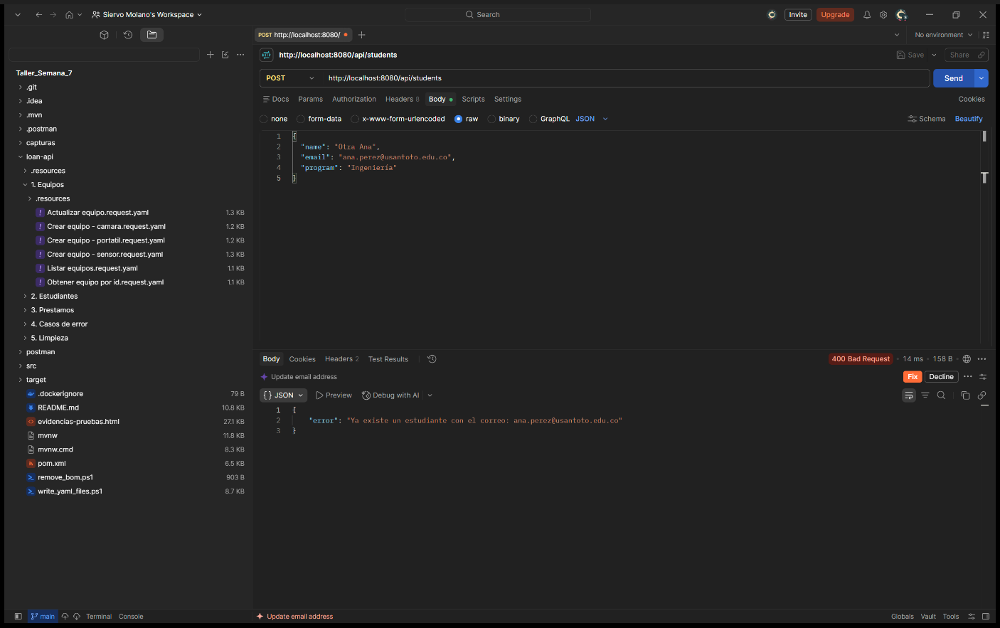 Siervo Molano's Workspace
Search
Invite
Upgrade
POST http://localhost:8080/
No environment
http://localhost:8080/api/students
Save
Share
Taller_Semana_7
POST http://localhost:8080/api/students
Send
.git
.idea
.mvn
.postman
capturas
loan-api
.resources
1. Equipos
.resources
Actualizar equipo.request.yaml 1.3 KB
Crear equipo - camara.request.yaml 1.2 KB
Crear equipo - portatil.request.yaml 1.2 KB
Crear equipo - sensor.request.yaml 1.3 KB
Listar equipos.request.yaml 1.1 KB
Obtener equipo por id.request.yaml 1.1 KB
2. Estudiantes
3. Prestamos
4. Casos de error
5. Limpieza
postman
src
target
.dockerignore 79 B
README.md 10.8 KB
evidencias-pruebas.html 27.1 KB
mvnw 11.8 KB
mvnw.cmd 8.3 KB
pom.xml 6.5 KB
remove_bom.ps1 903 B
write_yaml_files.ps1 8.7 KB
Docs Params Authorization Headers 8 Body Scripts Settings Cookies
none form-data x-www-form-urlencoded raw binary GraphQL JSON Schema Beautify
1 {
2 "name": "Otra Ana",
3 "email": "ana.perez@usantoto.edu.co",
4 "program": "Ingeniería"
5 }
Body Cookies Headers 2 Test Results 400 Bad Request 14 ms 158 B
Update email address Fix Decline
{} JSON Preview Debug with AI
1 {
2 "error": "Ya existe un estudiante con el correo: ana.perez@usantoto.edu.co"
3 }
main Terminal Console Update email address Globals Vault Tools